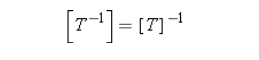 [T⁻¹] = [T]⁻¹